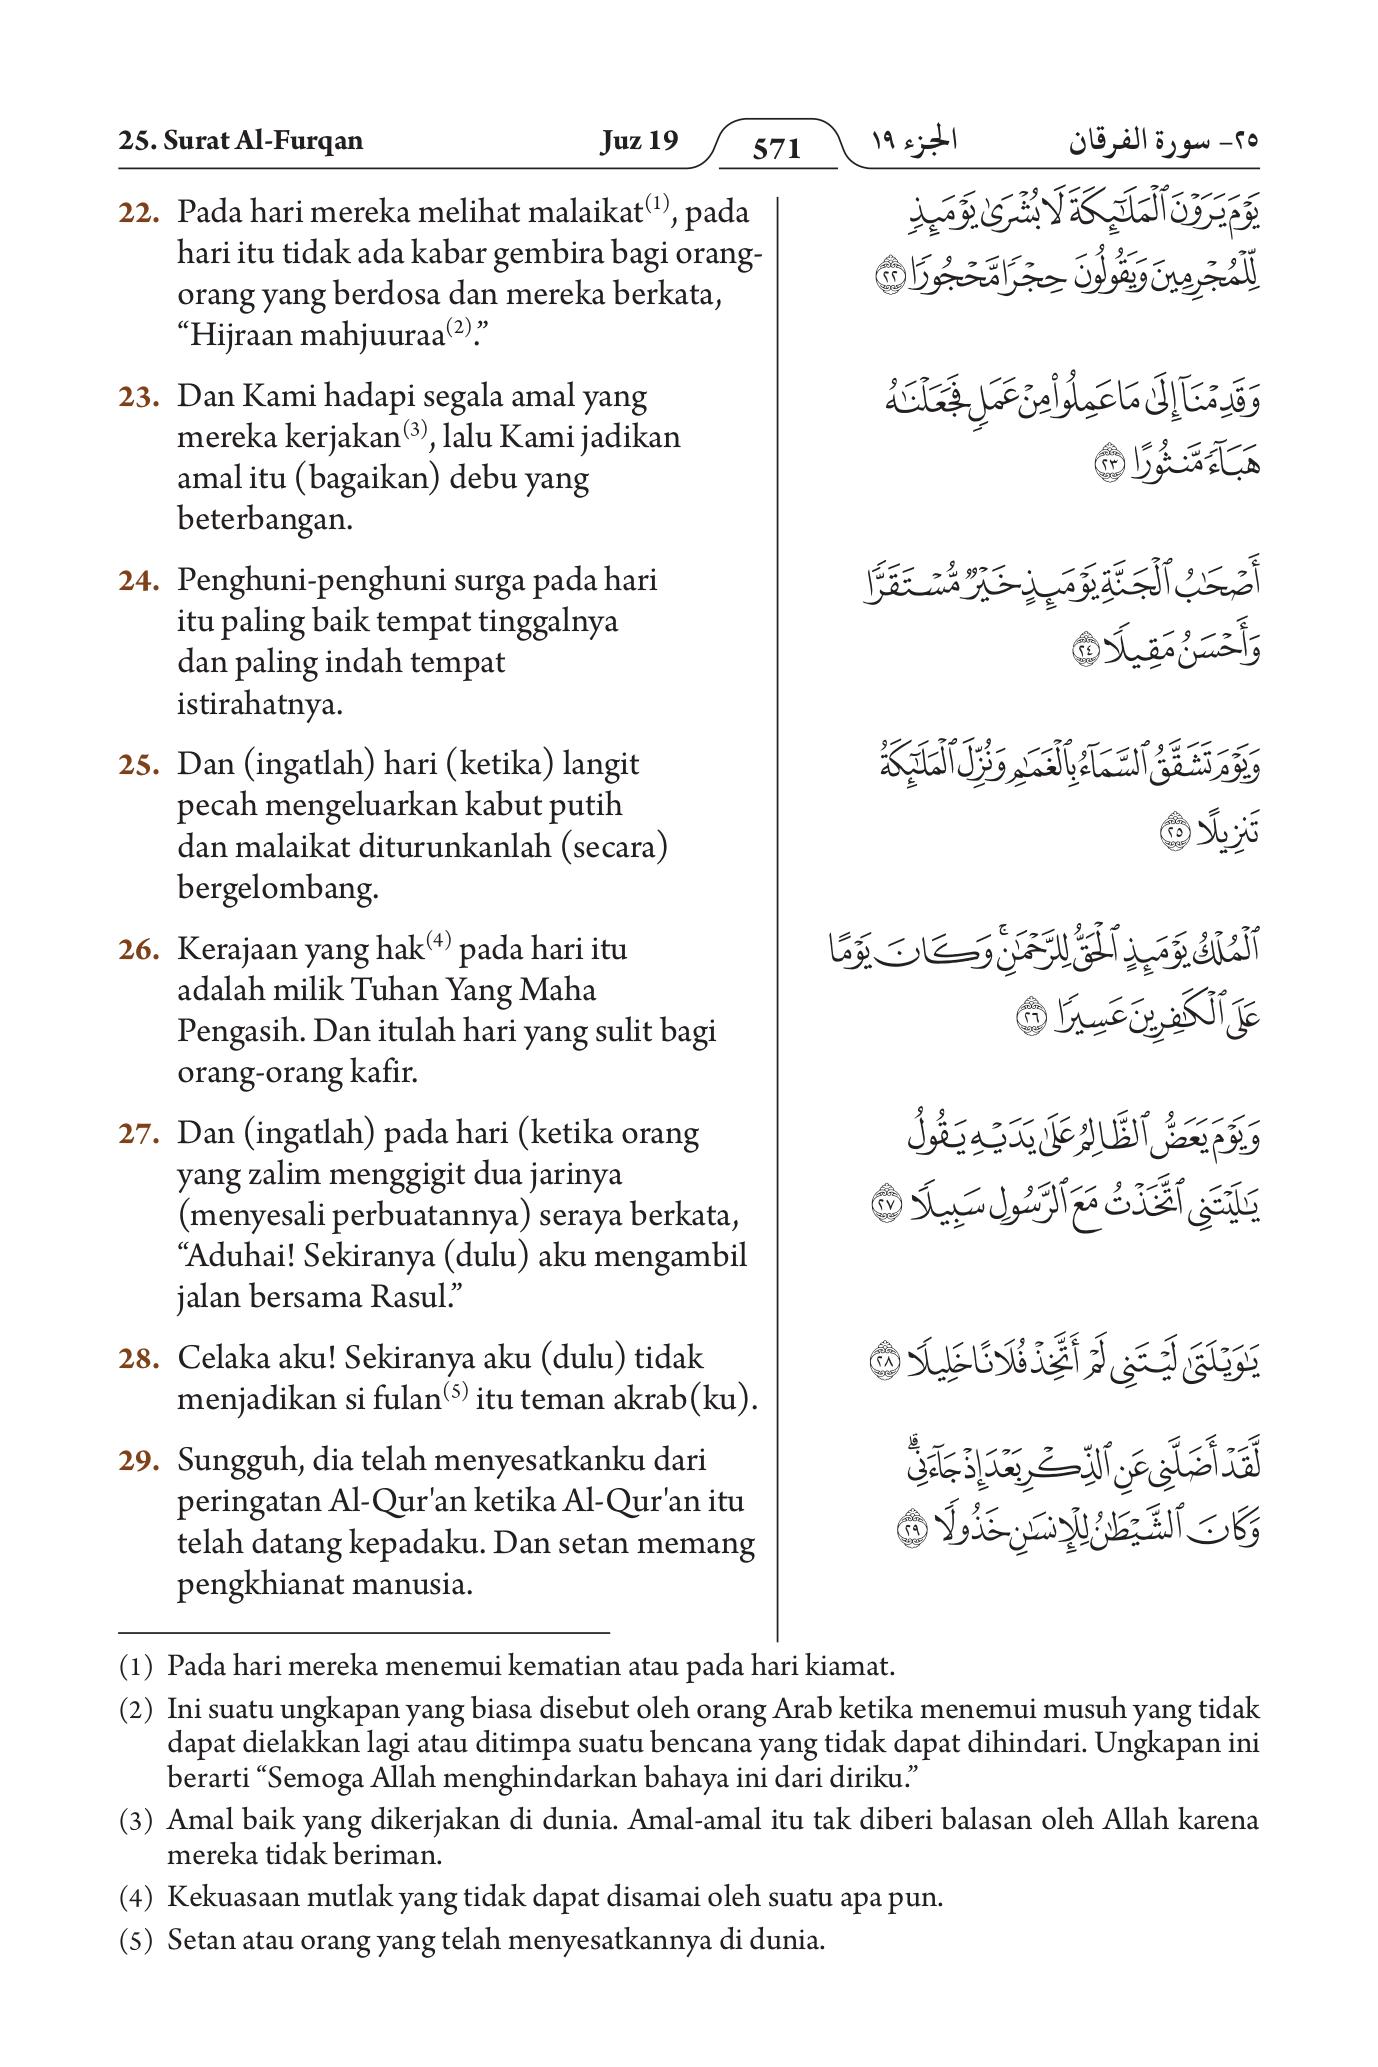 25. Surat Al-Furqan
Juz 19
571
الجزء ١٩
٢٥- سورة الفرقان
22. Pada hari mereka melihat malaikat(1), pada
hari itu tidak ada kabar gembira bagi orang-
orang yang berdosa dan mereka berkata,
“Hijraan mahjuuraa(2).”
23. Dan Kami hadapi segala amal yang
mereka kerjakan(3), lalu Kami jadikan
amal itu (bagaikan) debu yang
beterbangan.
24. Penghuni-penghuni surga pada hari
itu paling baik tempat tinggalnya
dan paling indah tempat
istirahatnya.
25. Dan (ingatlah) hari (ketika) langit
pecah mengeluarkan kabut putih
dan malaikat diturunkanlah (secara)
bergelombang.
26. Kerajaan yang hak(4) pada hari itu
adalah milik Tuhan Yang Maha
Pengasih. Dan itulah hari yang sulit bagi
orang-orang kafir.
27. Dan (ingatlah) pada hari (ketika orang
yang zalim menggigit dua jarinya
(menyesali perbuatannya) seraya berkata,
“Aduhai! Sekiranya (dulu) aku mengambil
jalan bersama Rasul.”
28. Celaka aku! Sekiranya aku (dulu) tidak
menjadikan si fulan(5) itu teman akrab(ku).
29. Sungguh, dia telah menyesatkanku dari
peringatan Al-Qur'an ketika Al-Qur'an itu
telah datang kepadaku. Dan setan memang
pengkhianat manusia.
يَوْمَ يَرَوْنَ ٱلْمَلَٰٓئِكَةَ لَا بُشْرَىٰ يَوْمَئِذٍ
لِّلْمُجْرِمِينَ وَيَقُولُونَ حِجْرًا مَّحْجُورًا ٢٢
وَقَدِمْنَآ إِلَىٰ مَا عَمِلُوا۟ مِنْ عَمَلٍ فَجَعَلْنَٰهُ
هَبَآءً مَّنثُورًا ٢٣
أَصْحَٰبُ ٱلْجَنَّةِ يَوْمَئِذٍ خَيْرٌ مُّسْتَقَرًّا
وَأَحْسَنُ مَقِيلًا ٢٤
وَيَوْمَ تَشَقَّقُ ٱلسَّمَآءُ بِٱلْغَمَٰمِ وَنُزِّلَ ٱلْمَلَٰٓئِكَةُ
تَنزِيلًا ٢٥
ٱلْمُلْكُ يَوْمَئِذٍ ٱلْحَقُّ لِلرَّحْمَٰنِ ۚ وَكَانَ يَوْمًا
عَلَى ٱلْكَٰفِرِينَ عَسِيرًا ٢٦
وَيَوْمَ يَعَضُّ ٱلظَّالِمُ عَلَىٰ يَدَيْهِ يَقُولُ
يَٰلَيْتَنِى ٱتَّخَذْتُ مَعَ ٱلرَّسُولِ سَبِيلًا ٢٧
يَٰوَيْلَتَىٰ لَيْتَنِى لَمْ أَتَّخِذْ فُلَانًا خَلِيلًا ٢٨
لَّقَدْ أَضَلَّنِى عَنِ ٱلذِّكْرِ بَعْدَ إِذْ جَآءَنِى ۗ
وَكَانَ ٱلشَّيْطَٰنُ لِلْإِنسَٰنِ خَذُولًا ٢٩
(1) Pada hari mereka menemui kematian atau pada hari kiamat.
(2) Ini suatu ungkapan yang biasa disebut oleh orang Arab ketika menemui musuh yang tidak
dapat dielakkan lagi atau ditimpa suatu bencana yang tidak dapat dihindari. Ungkapan ini
berarti “Semoga Allah menghindarkan bahaya ini dari diriku.”
(3) Amal baik yang dikerjakan di dunia. Amal-amal itu tak diberi balasan oleh Allah karena
mereka tidak beriman.
(4) Kekuasaan mutlak yang tidak dapat disamai oleh suatu apa pun.
(5) Setan atau orang yang telah menyesatkannya di dunia.